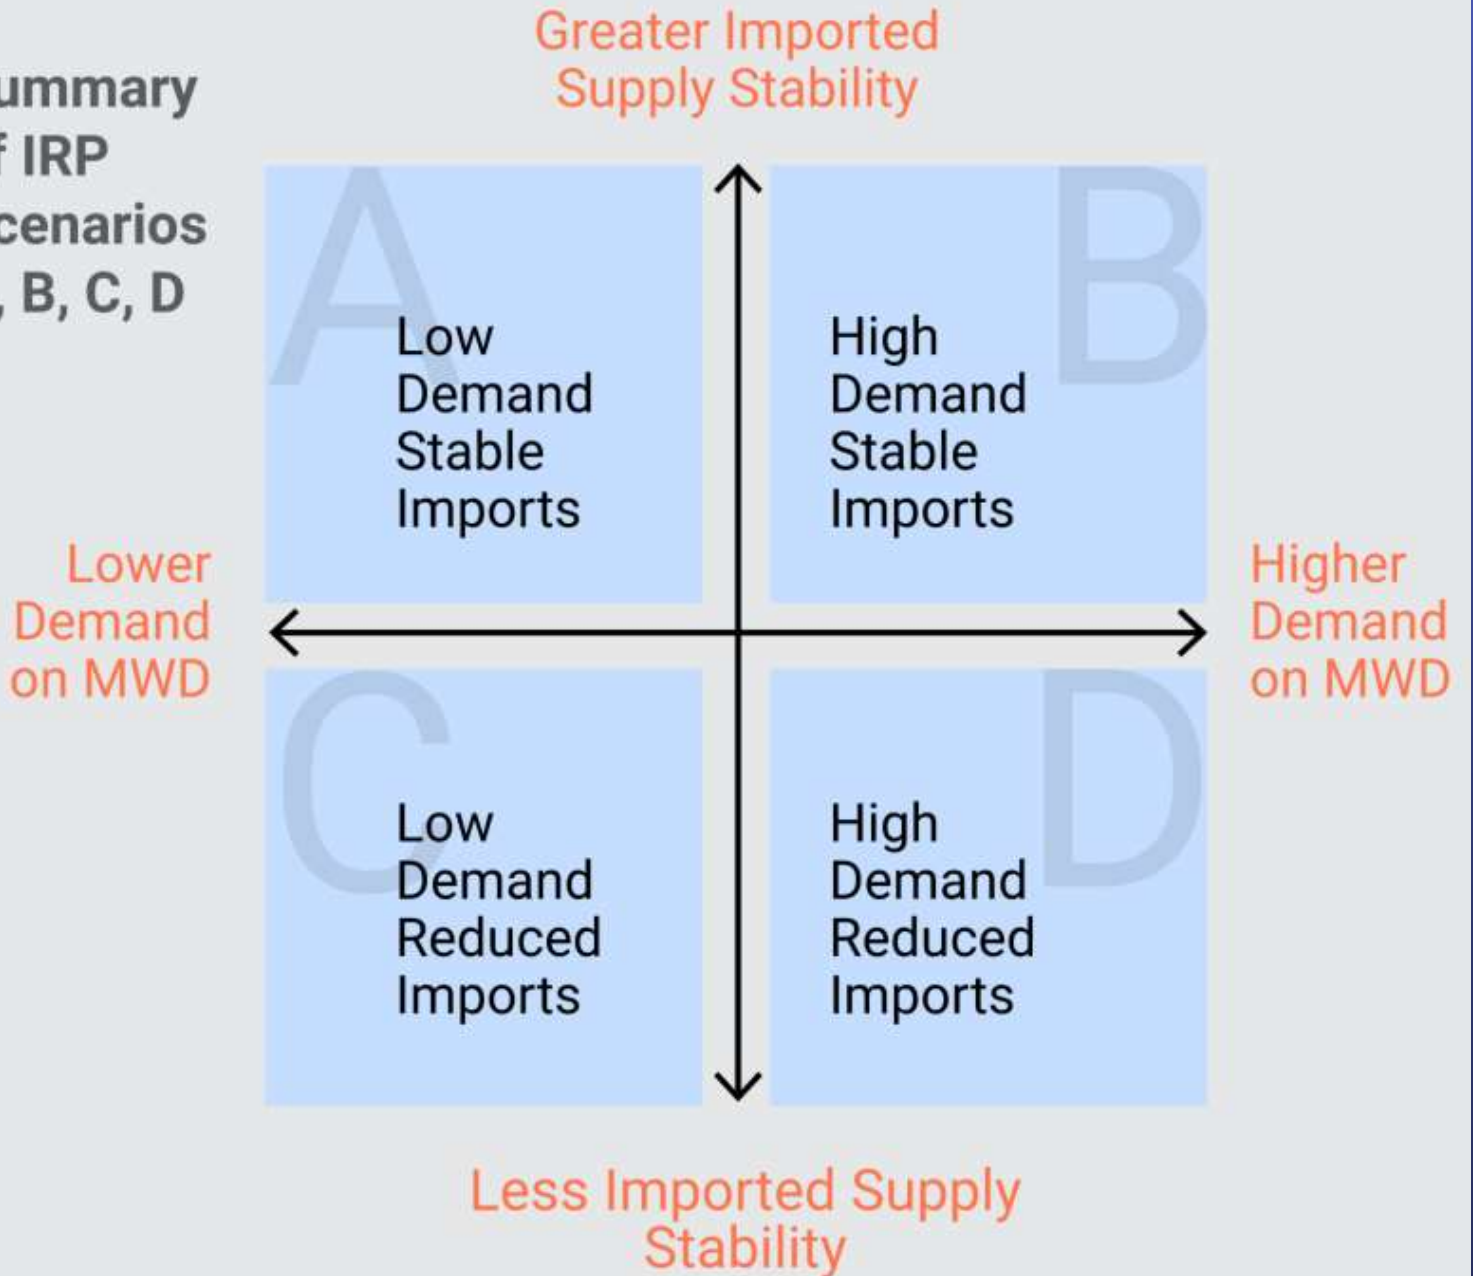 Greater Imported
Supply Stability
ummary
f IRP
cenarios
, B, C, D
A
Low
Demand
Stable
Imports
B
High
Demand
Stable
Imports
Lower
Demand
on MWD
Higher
Demand
on MWD
C
Low
Demand
Reduced
Imports
D
High
Demand
Reduced
Imports
Less Imported Supply
Stability